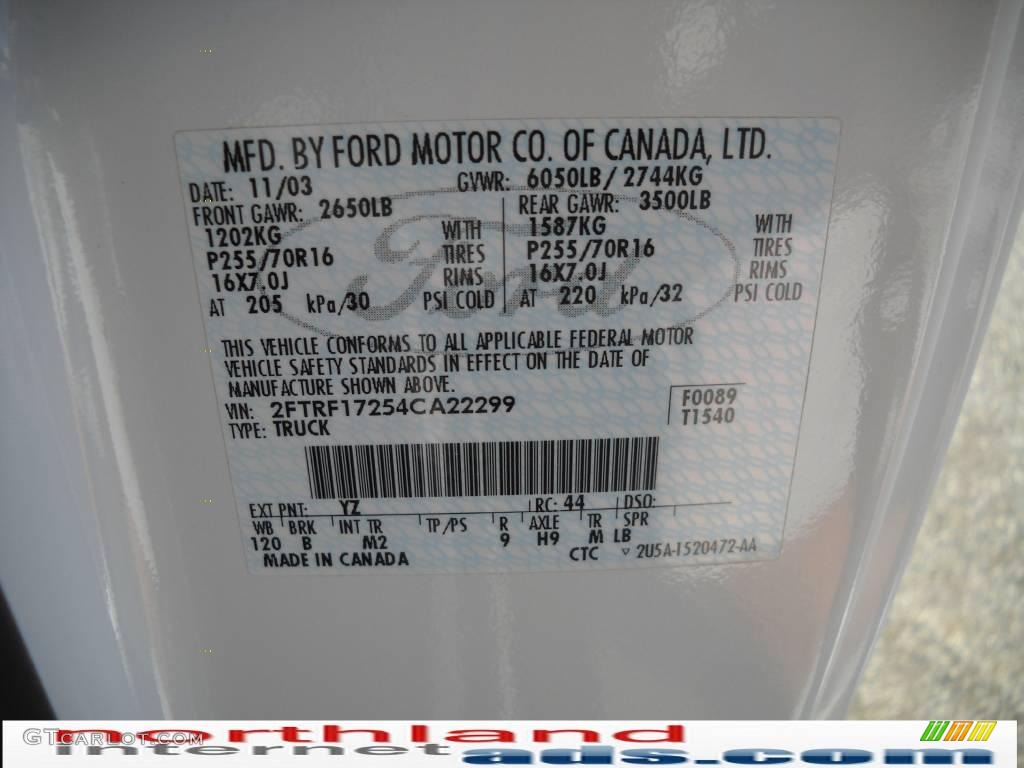 MFD. BY FORD MOTOR CO. OF CANADA, LTD.
DATE: 11/03 GVWR: 6050LB/ 2744KG
FRONT GAWR: 2650LB REAR GAWR: 3500LB
1202KG WITH 1587KG WITH
P255/70R16 TIRES P255/70R16 TIRES
16X7.0J RIMS 16X7.0J RIMS
AT 205 kPa/30 PSI COLD AT 220 kPa/32 PSI COLD
Ford
THIS VEHICLE CONFORMS TO ALL APPLICABLE FEDERAL MOTOR
VEHICLE SAFETY STANDARDS IN EFFECT ON THE DATE OF
MANUFACTURE SHOWN ABOVE.
VIN: 2FTRF17254CA22299 F0089
TYPE: TRUCK T1540
EXT PNT: YZ RC: 44 DSO:
WB BRK INT TR TP/PS R AXLE TR SPR
120 B M2 9 H9 M LB
MADE IN CANADA CTC 2U5A-1520472-AA
GTCarLot.com
northland
internet auto ads.com